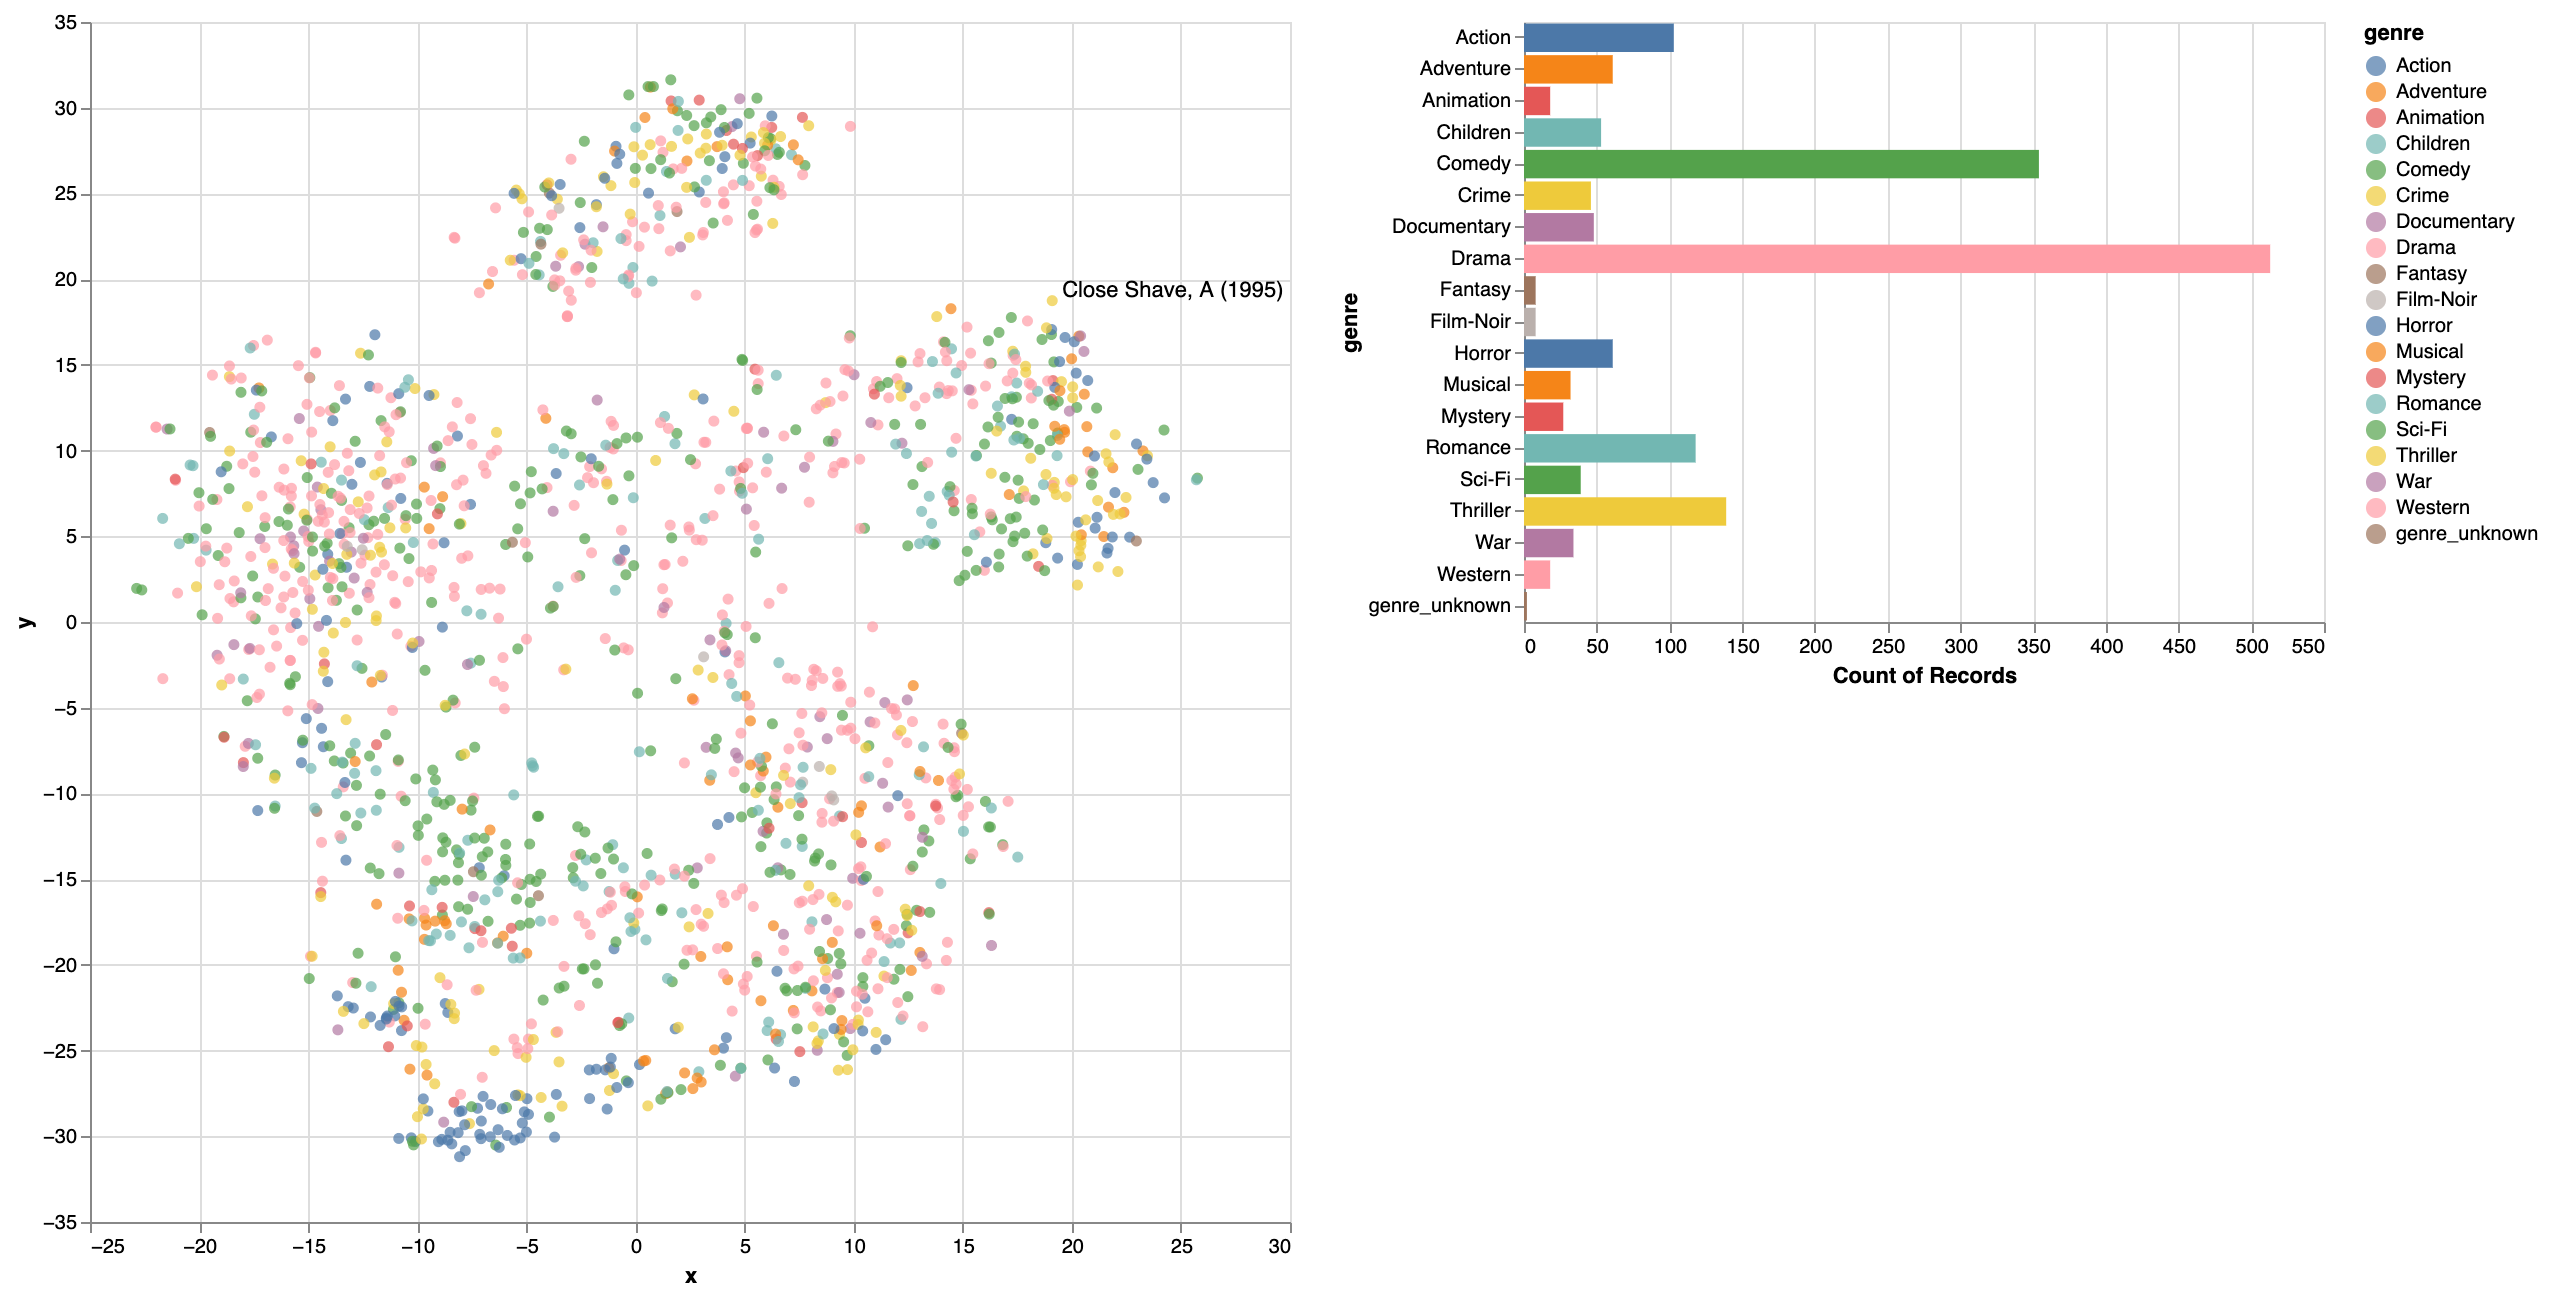 35
30
25
20
15
10
5
0
−5
−10
−15
−20
−25
−30
−35
y
−25 −20 −15 −10 −5 0 5 10 15 20 25 30
x
Close Shave, A (1995)
genre
Action
Adventure
Animation
Children
Comedy
Crime
Documentary
Drama
Fantasy
Film-Noir
Horror
Musical
Mystery
Romance
Sci-Fi
Thriller
War
Western
genre_unknown
0 50 100 150 200 250 300 350 400 450 500 550
Count of Records
genre
Action
Adventure
Animation
Children
Comedy
Crime
Documentary
Drama
Fantasy
Film-Noir
Horror
Musical
Mystery
Romance
Sci-Fi
Thriller
War
Western
genre_unknown